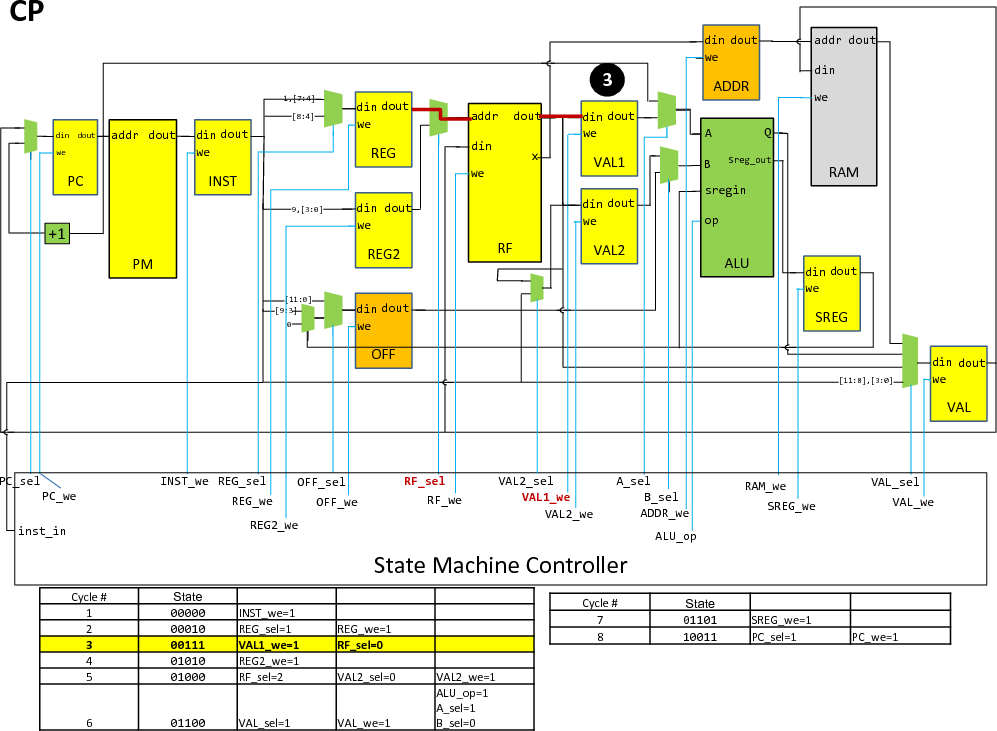 CP
din dout
we
ADDR
addr dout
din
we
RAM
3
1,[7:4]
[8:4]
din dout
we
REG
addr dout
din
we
x
RF
din dout
we
VAL1
A
B
sregin
op
Q
Sreg_out
ALU
din dout
we
PC
addr dout
PM
din dout
we
INST
+1
9,[3:0]
din dout
we
REG2
din dout
we
VAL2
[11:0]
[9:3]
0
din dout
we
OFF
din dout
we
SREG
[11:8],[3:0]
din dout
we
VAL
PC_sel
PC_we
INST_we
REG_sel
REG_we
REG2_we
OFF_sel
OFF_we
RF_sel
RF_we
VAL2_sel
VAL1_we
VAL2_we
A_sel
B_sel
ADDR_we
ALU_op
RAM_we
SREG_we
VAL_sel
VAL_we
inst_in
State Machine Controller
Cycle # State
1 00000 INST_we=1
2 00010 REG_sel=1 REG_we=1
3 00111 VAL1_we=1 RF_sel=0
4 01010 REG2_we=1
5 01000 RF_sel=2 VAL2_sel=0 VAL2_we=1
ALU_op=1
A_sel=1
6 01100 VAL_sel=1 VAL_we=1 B_sel=0
Cycle # State
7 01101 SREG_we=1
8 10011 PC_sel=1 PC_we=1